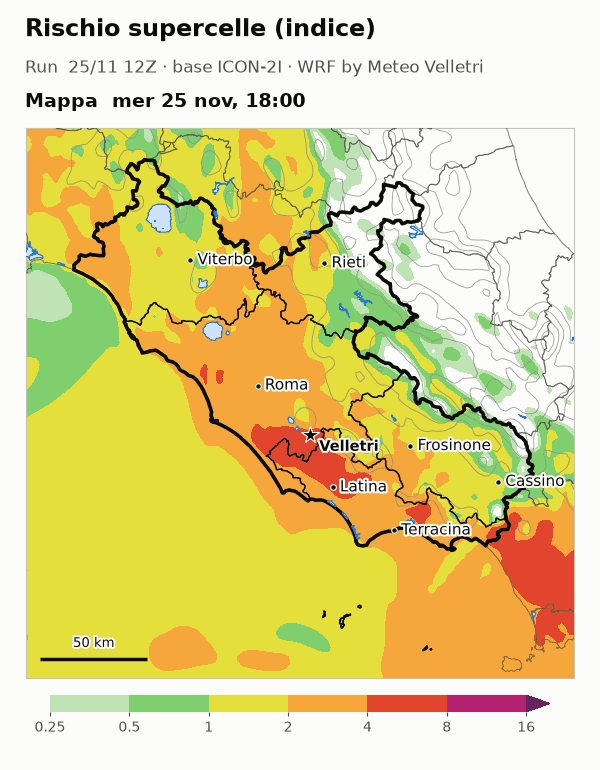 Rischio supercelle (indice)
Run  25/11 12Z · base ICON-2I · WRF by Meteo Velletri
Mappa  mer 25 nov, 18:00
Viterbo
Rieti
Roma
Velletri
Frosinone
Cassino
Latina
Terracina
50 km
0.25 0.5 1 2 4 8 16